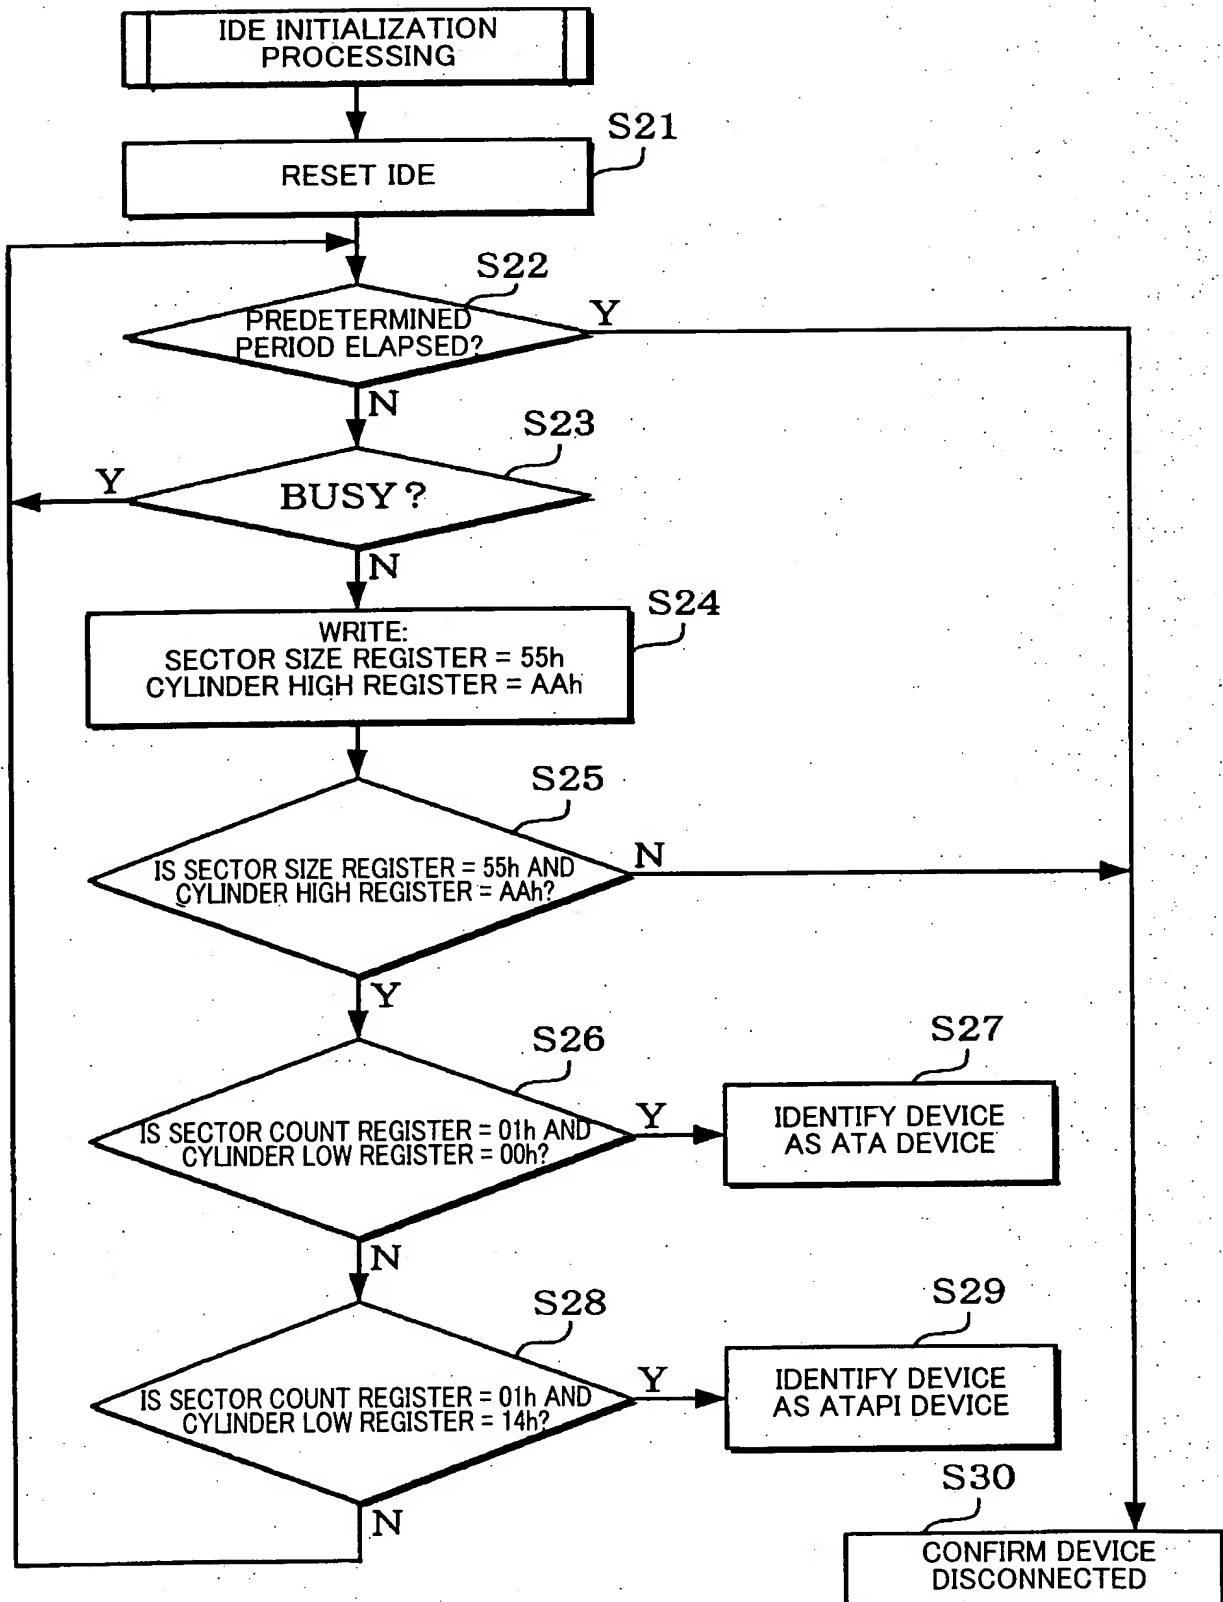 IDE INITIALIZATION
PROCESSING
S21
RESET IDE
S22
PREDETERMINED
PERIOD ELAPSED?
Y
N
S23
BUSY?
Y
N
S24
WRITE:
SECTOR SIZE REGISTER = 55h
CYLINDER HIGH REGISTER = AAh
S25
IS SECTOR SIZE REGISTER = 55h AND
CYLINDER HIGH REGISTER = AAh?
N
Y
S26
IS SECTOR COUNT REGISTER = 01h AND
CYLINDER LOW REGISTER = 00h?
Y
S27
IDENTIFY DEVICE
AS ATA DEVICE
N
S28
IS SECTOR COUNT REGISTER = 01h AND
CYLINDER LOW REGISTER = 14h?
Y
S29
IDENTIFY DEVICE
AS ATAPI DEVICE
N
S30
CONFIRM DEVICE
DISCONNECTED